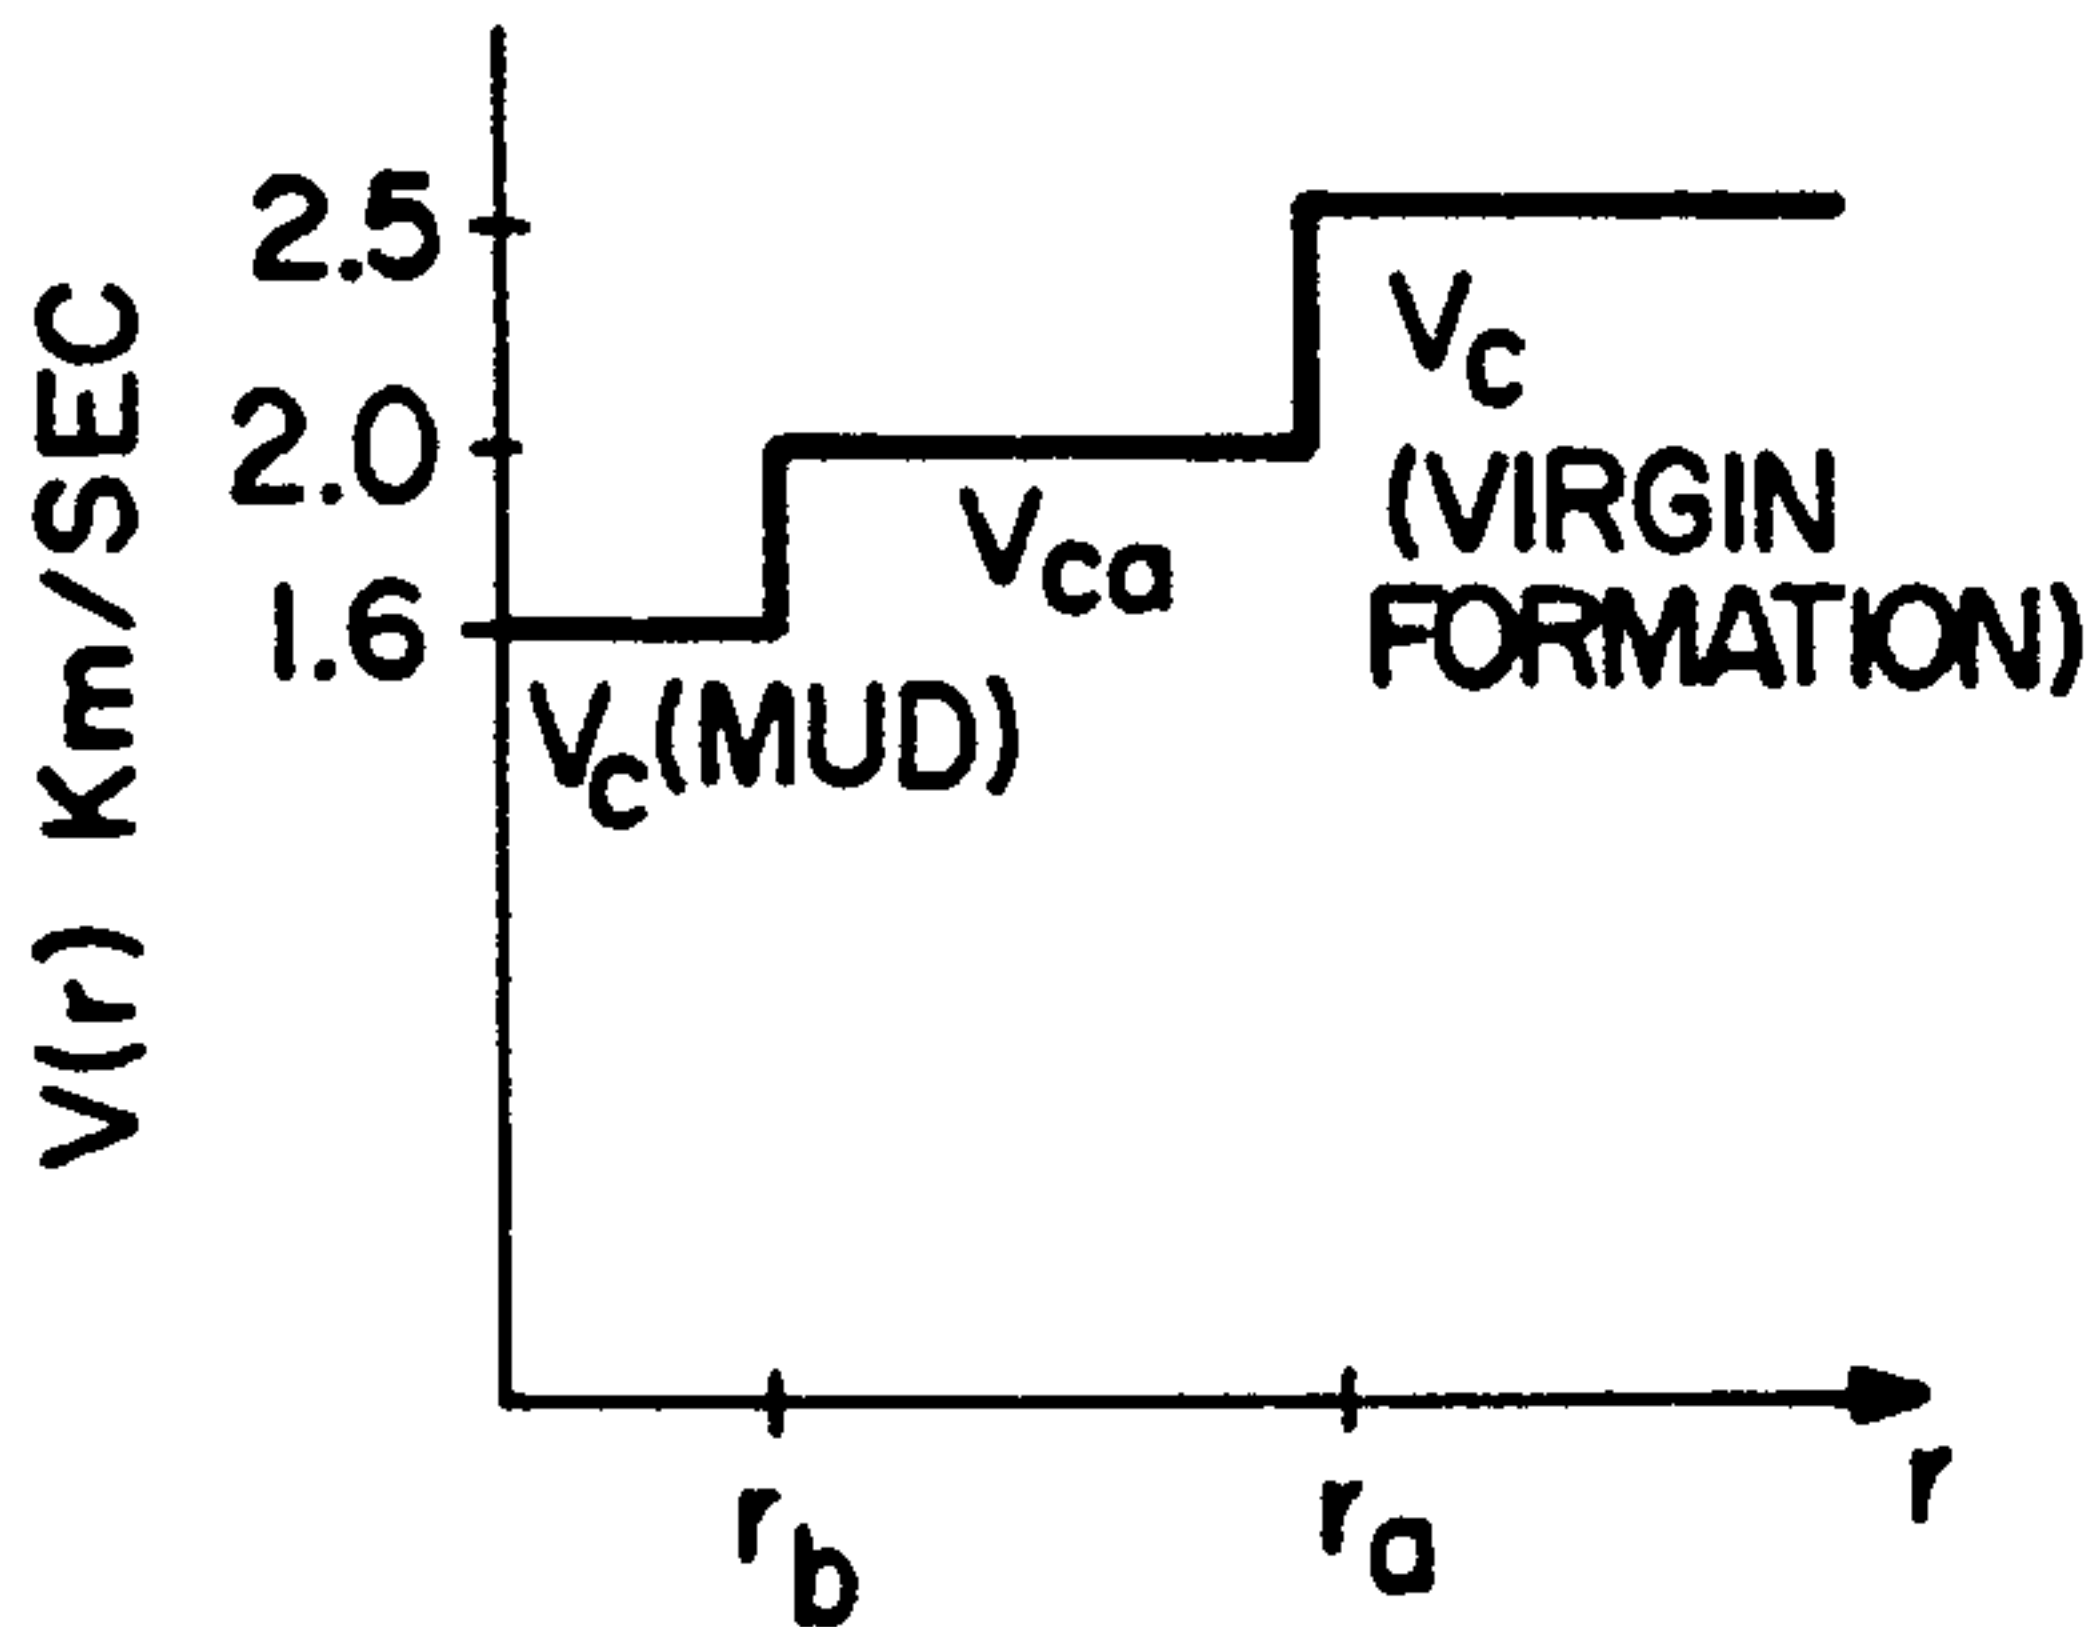 V(r) Km/SEC
2.5
2.0
1.6
Vc
(VIRGIN
FORMATION)
Vca
Vc(MUD)
rb
ra
r